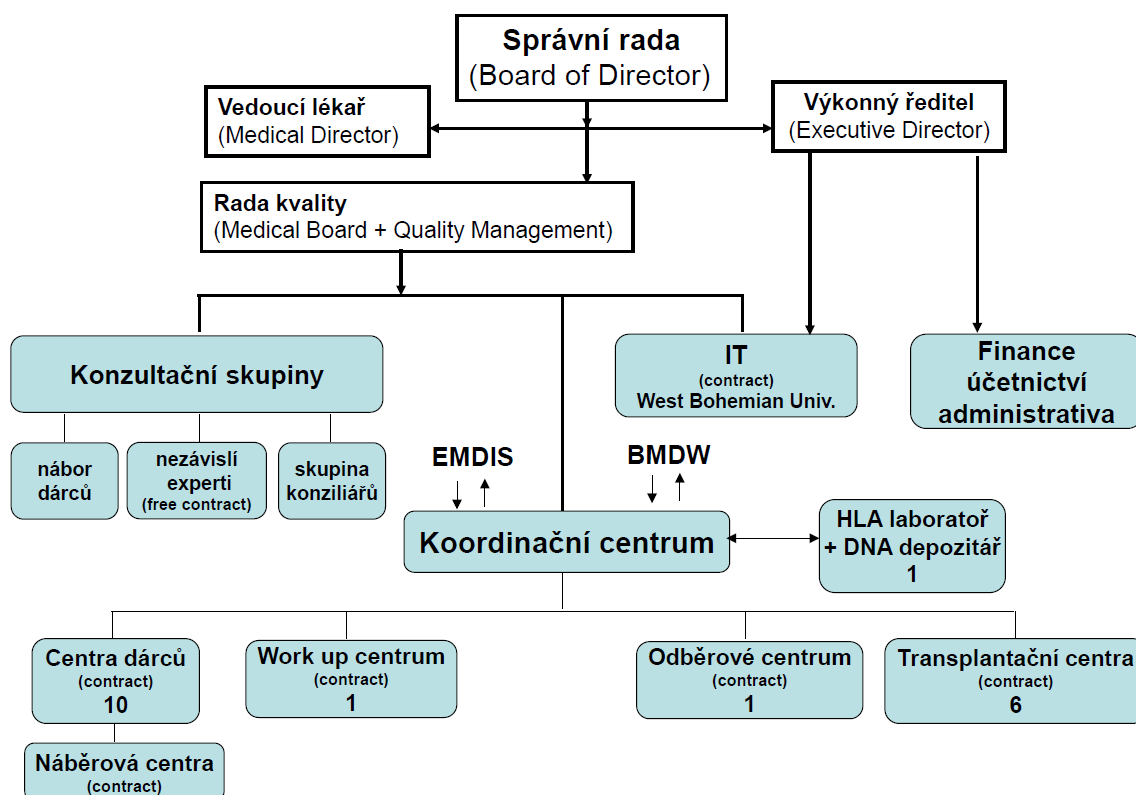 Správní rada
(Board of Director)
Vedoucí lékař
(Medical Director)
Výkonný ředitel
(Executive Director)
Rada kvality
(Medical Board + Quality Management)
Konzultační skupiny
IT
(contract)
West Bohemian Univ.
Finance
účetnictví
administrativa
nábor
dárců
nezávislí
experti
(free contract)
skupina
konziliářů
EMDIS
BMDW
Koordinační centrum
HLA laboratoř
+ DNA depozitář
1
Centra dárců
(contract)
10
Work up centrum
(contract)
1
Odběrové centrum
(contract)
1
Transplantační centra
(contract)
6
Náběrová centra
(contract)